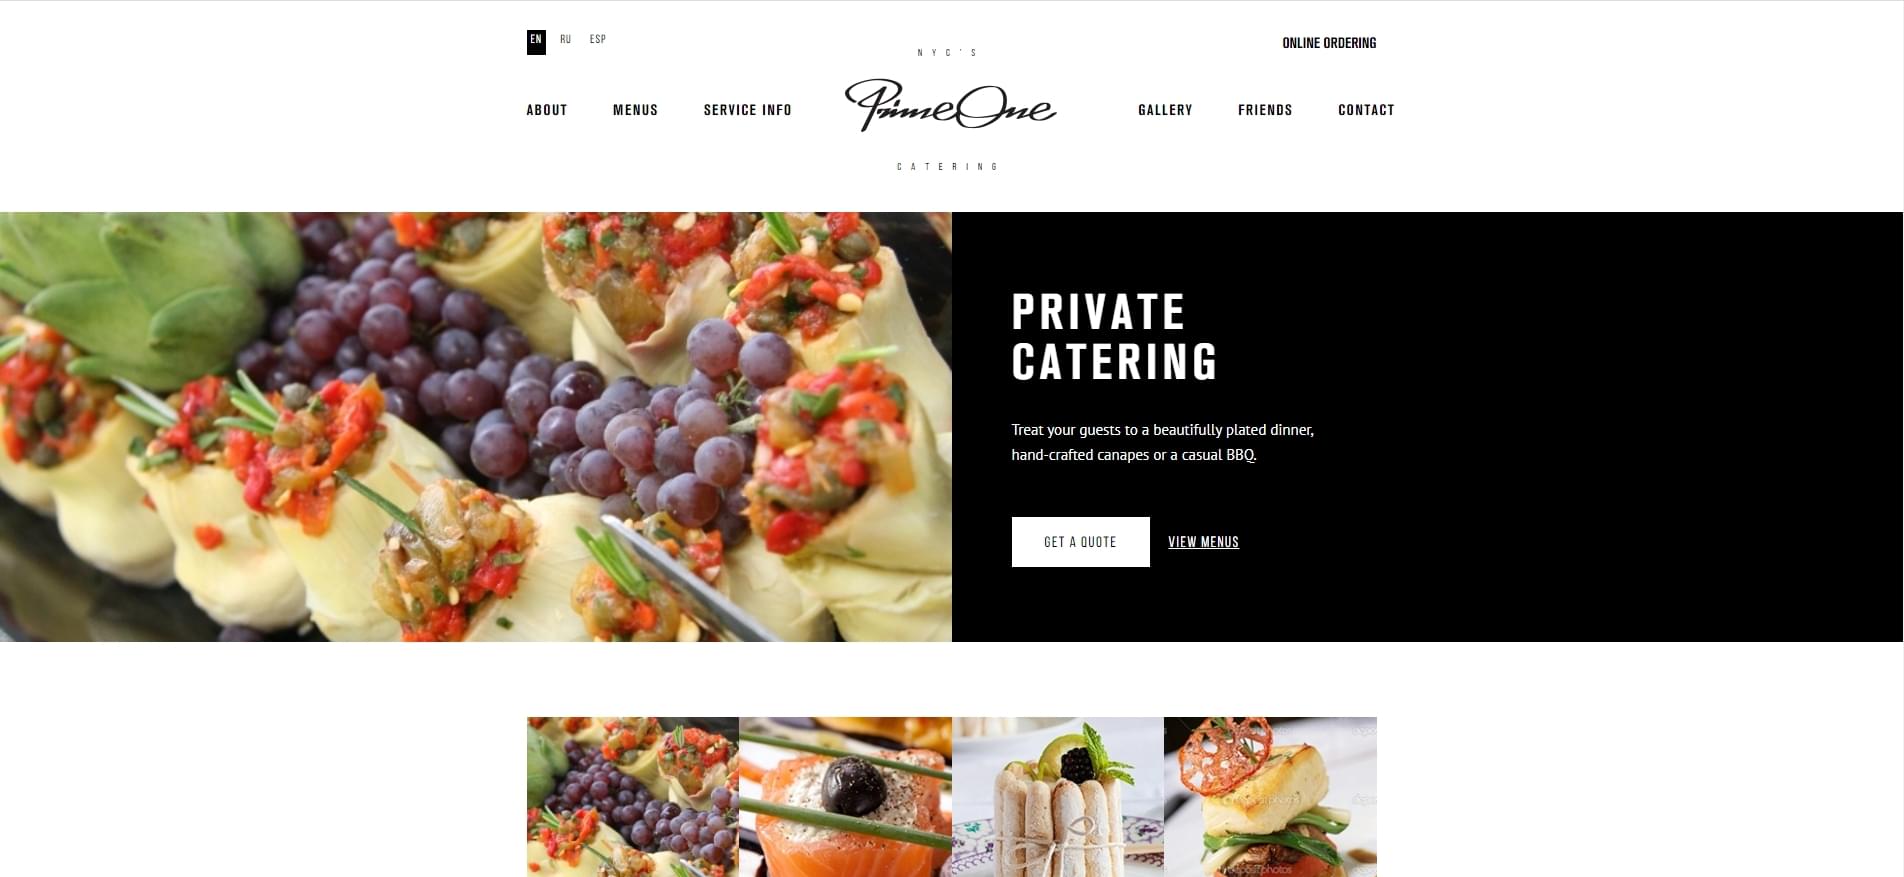 EN RU ESP
NYC'S
ONLINE ORDERING
ABOUT MENUS SERVICE INFO
PrimeOne
GALLERY FRIENDS CONTACT
CATERING
PRIVATE
CATERING
Treat your guests to a beautifully plated dinner,
hand-crafted canapes or a casual BBQ.
GET A QUOTE
VIEW MENUS